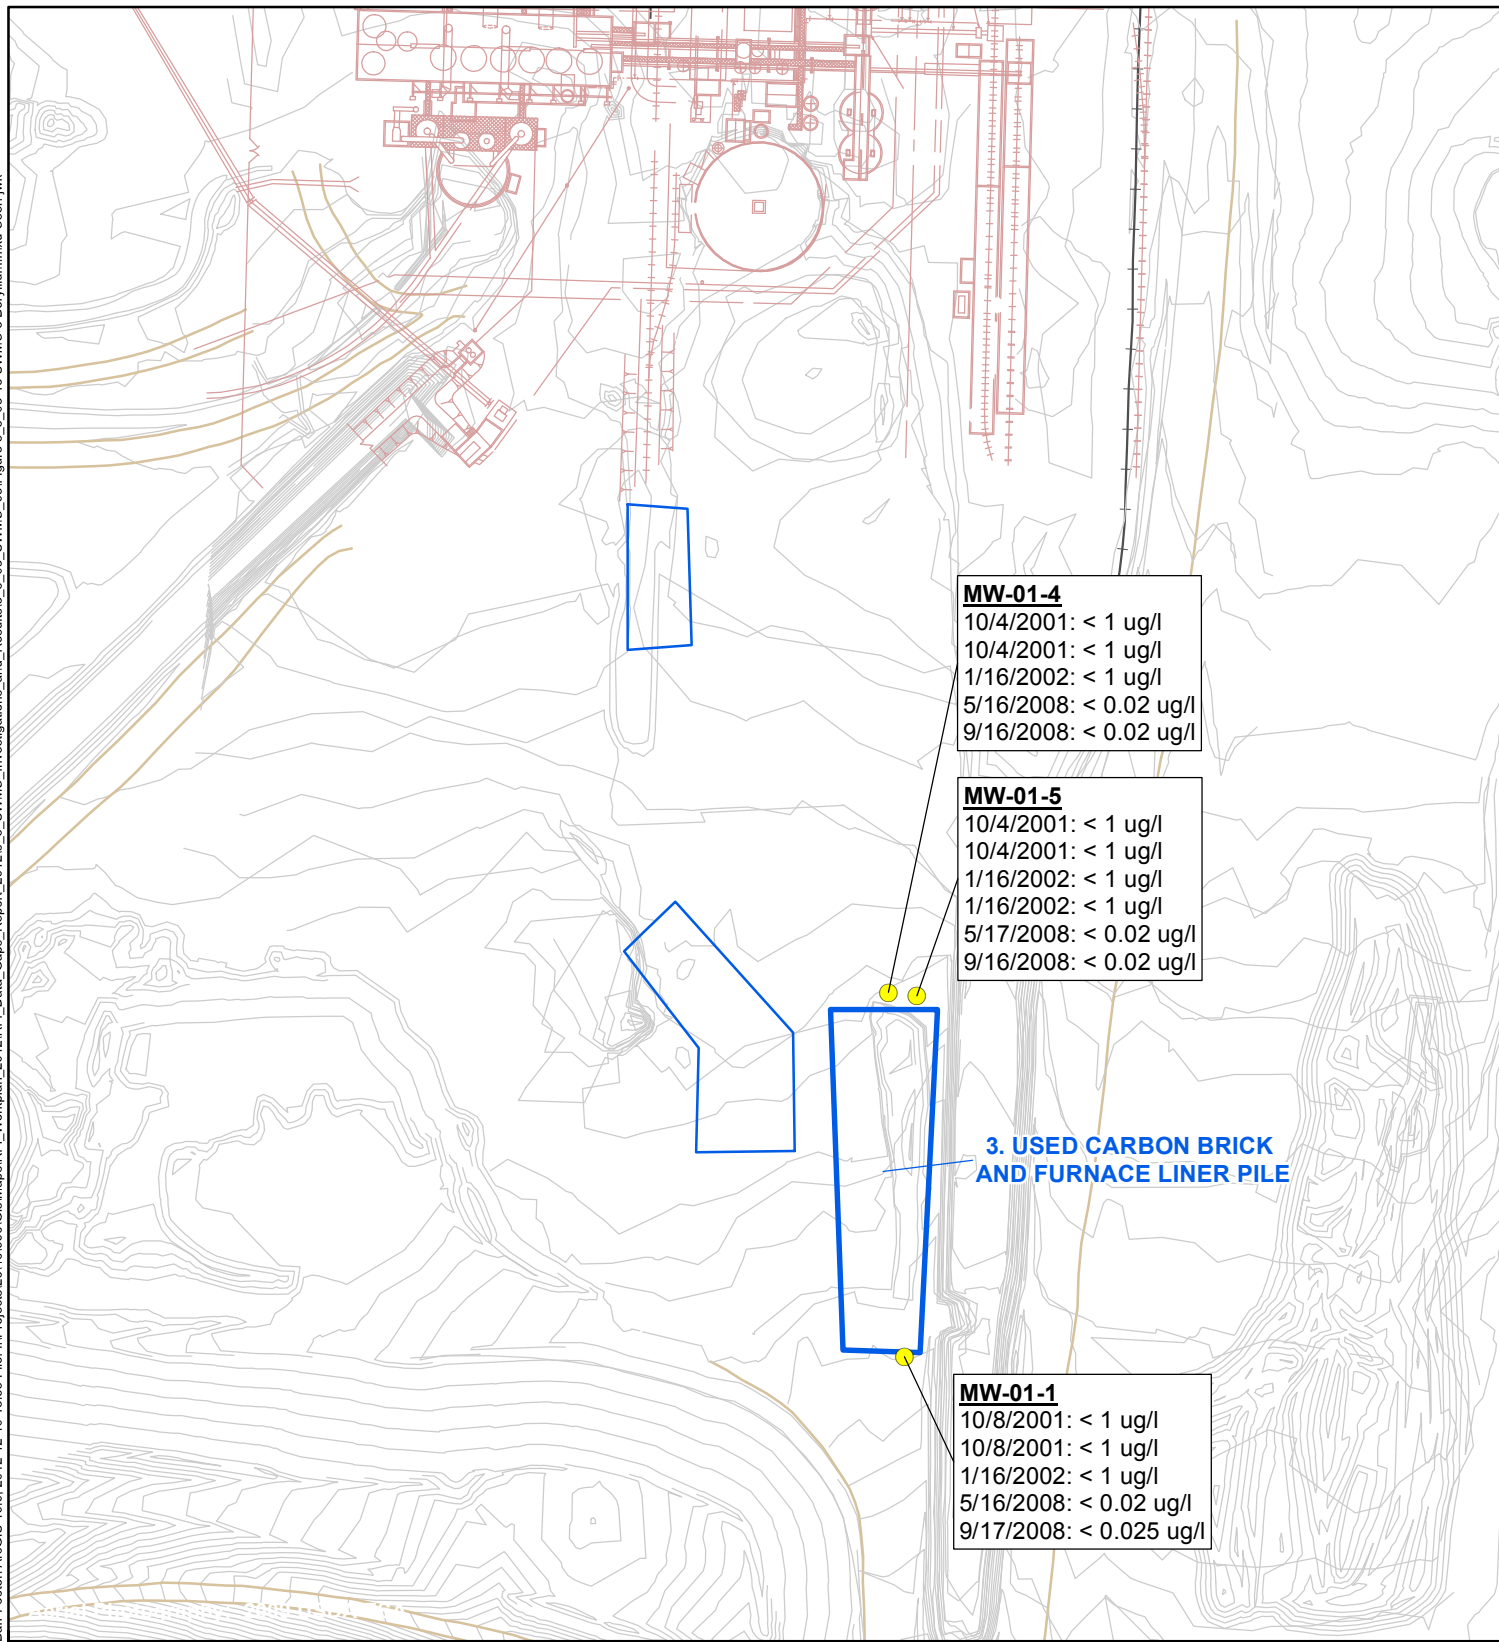 MW-01-4
10/4/2001: < 1 ug/l
10/4/2001: < 1 ug/l
1/16/2002: < 1 ug/l
5/16/2008: < 0.02 ug/l
9/16/2008: < 0.02 ug/l
MW-01-5
10/4/2001: < 1 ug/l
10/4/2001: < 1 ug/l
1/16/2002: < 1 ug/l
1/16/2002: < 1 ug/l
5/17/2008: < 0.02 ug/l
9/16/2008: < 0.02 ug/l
3. USED CARBON BRICK
AND FURNACE LINER PILE
MW-01-1
10/8/2001: < 1 ug/l
10/8/2001: < 1 ug/l
1/16/2002: < 1 ug/l
5/16/2008: < 0.02 ug/l
9/17/2008: < 0.025 ug/l